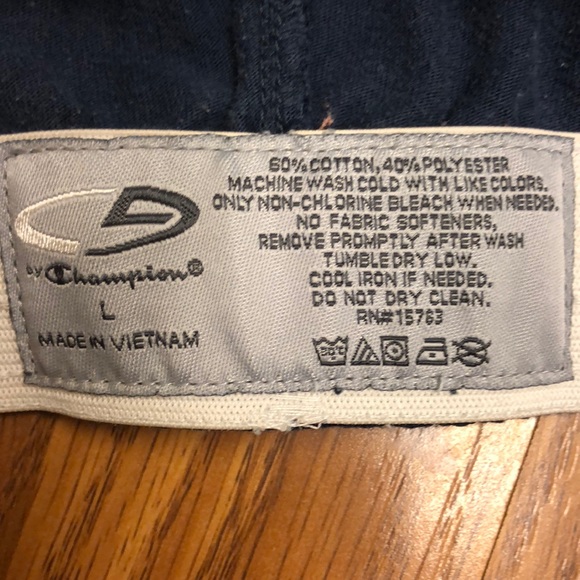 by Champion®
L
MADE IN VIETNAM
60% COTTON, 40% POLYESTER
MACHINE WASH COLD WITH LIKE COLORS.
ONLY NON-CHLORINE BLEACH WHEN NEEDED.
NO FABRIC SOFTENERS,
REMOVE PROMPTLY AFTER WASH
TUMBLE DRY LOW.
COOL IRON IF NEEDED.
DO NOT DRY CLEAN.
RN#15763